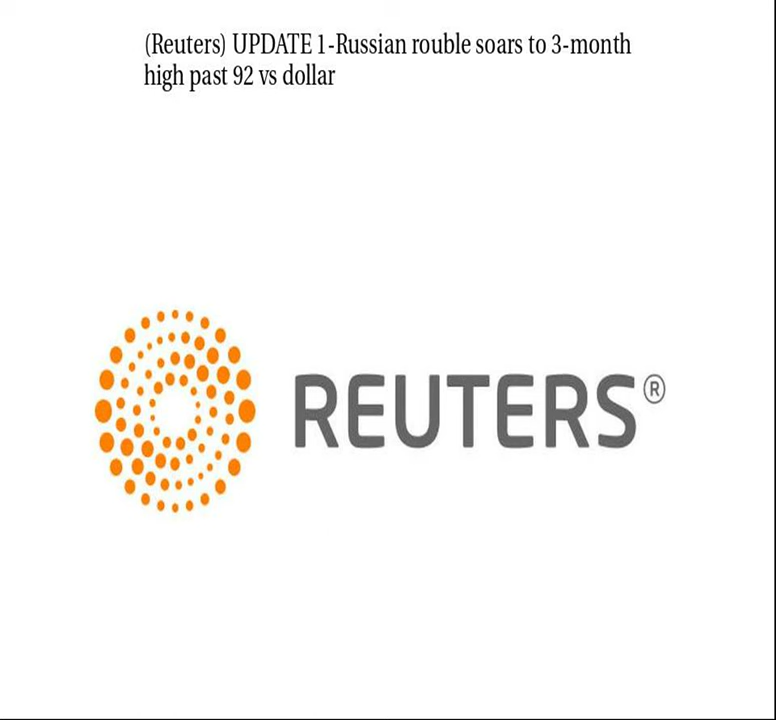 (Reuters) UPDATE 1-Russian rouble soars to 3-month
high past 92 vs dollar
REUTERS®